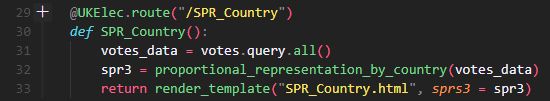 29 @UKElec.route("/SPR_Country")
30 def SPR_Country():
31 votes_data = votes.query.all()
32 spr3 = proportional_representation_by_country(votes_data)
33 return render_template("SPR_Country.html", sprs3 = spr3)